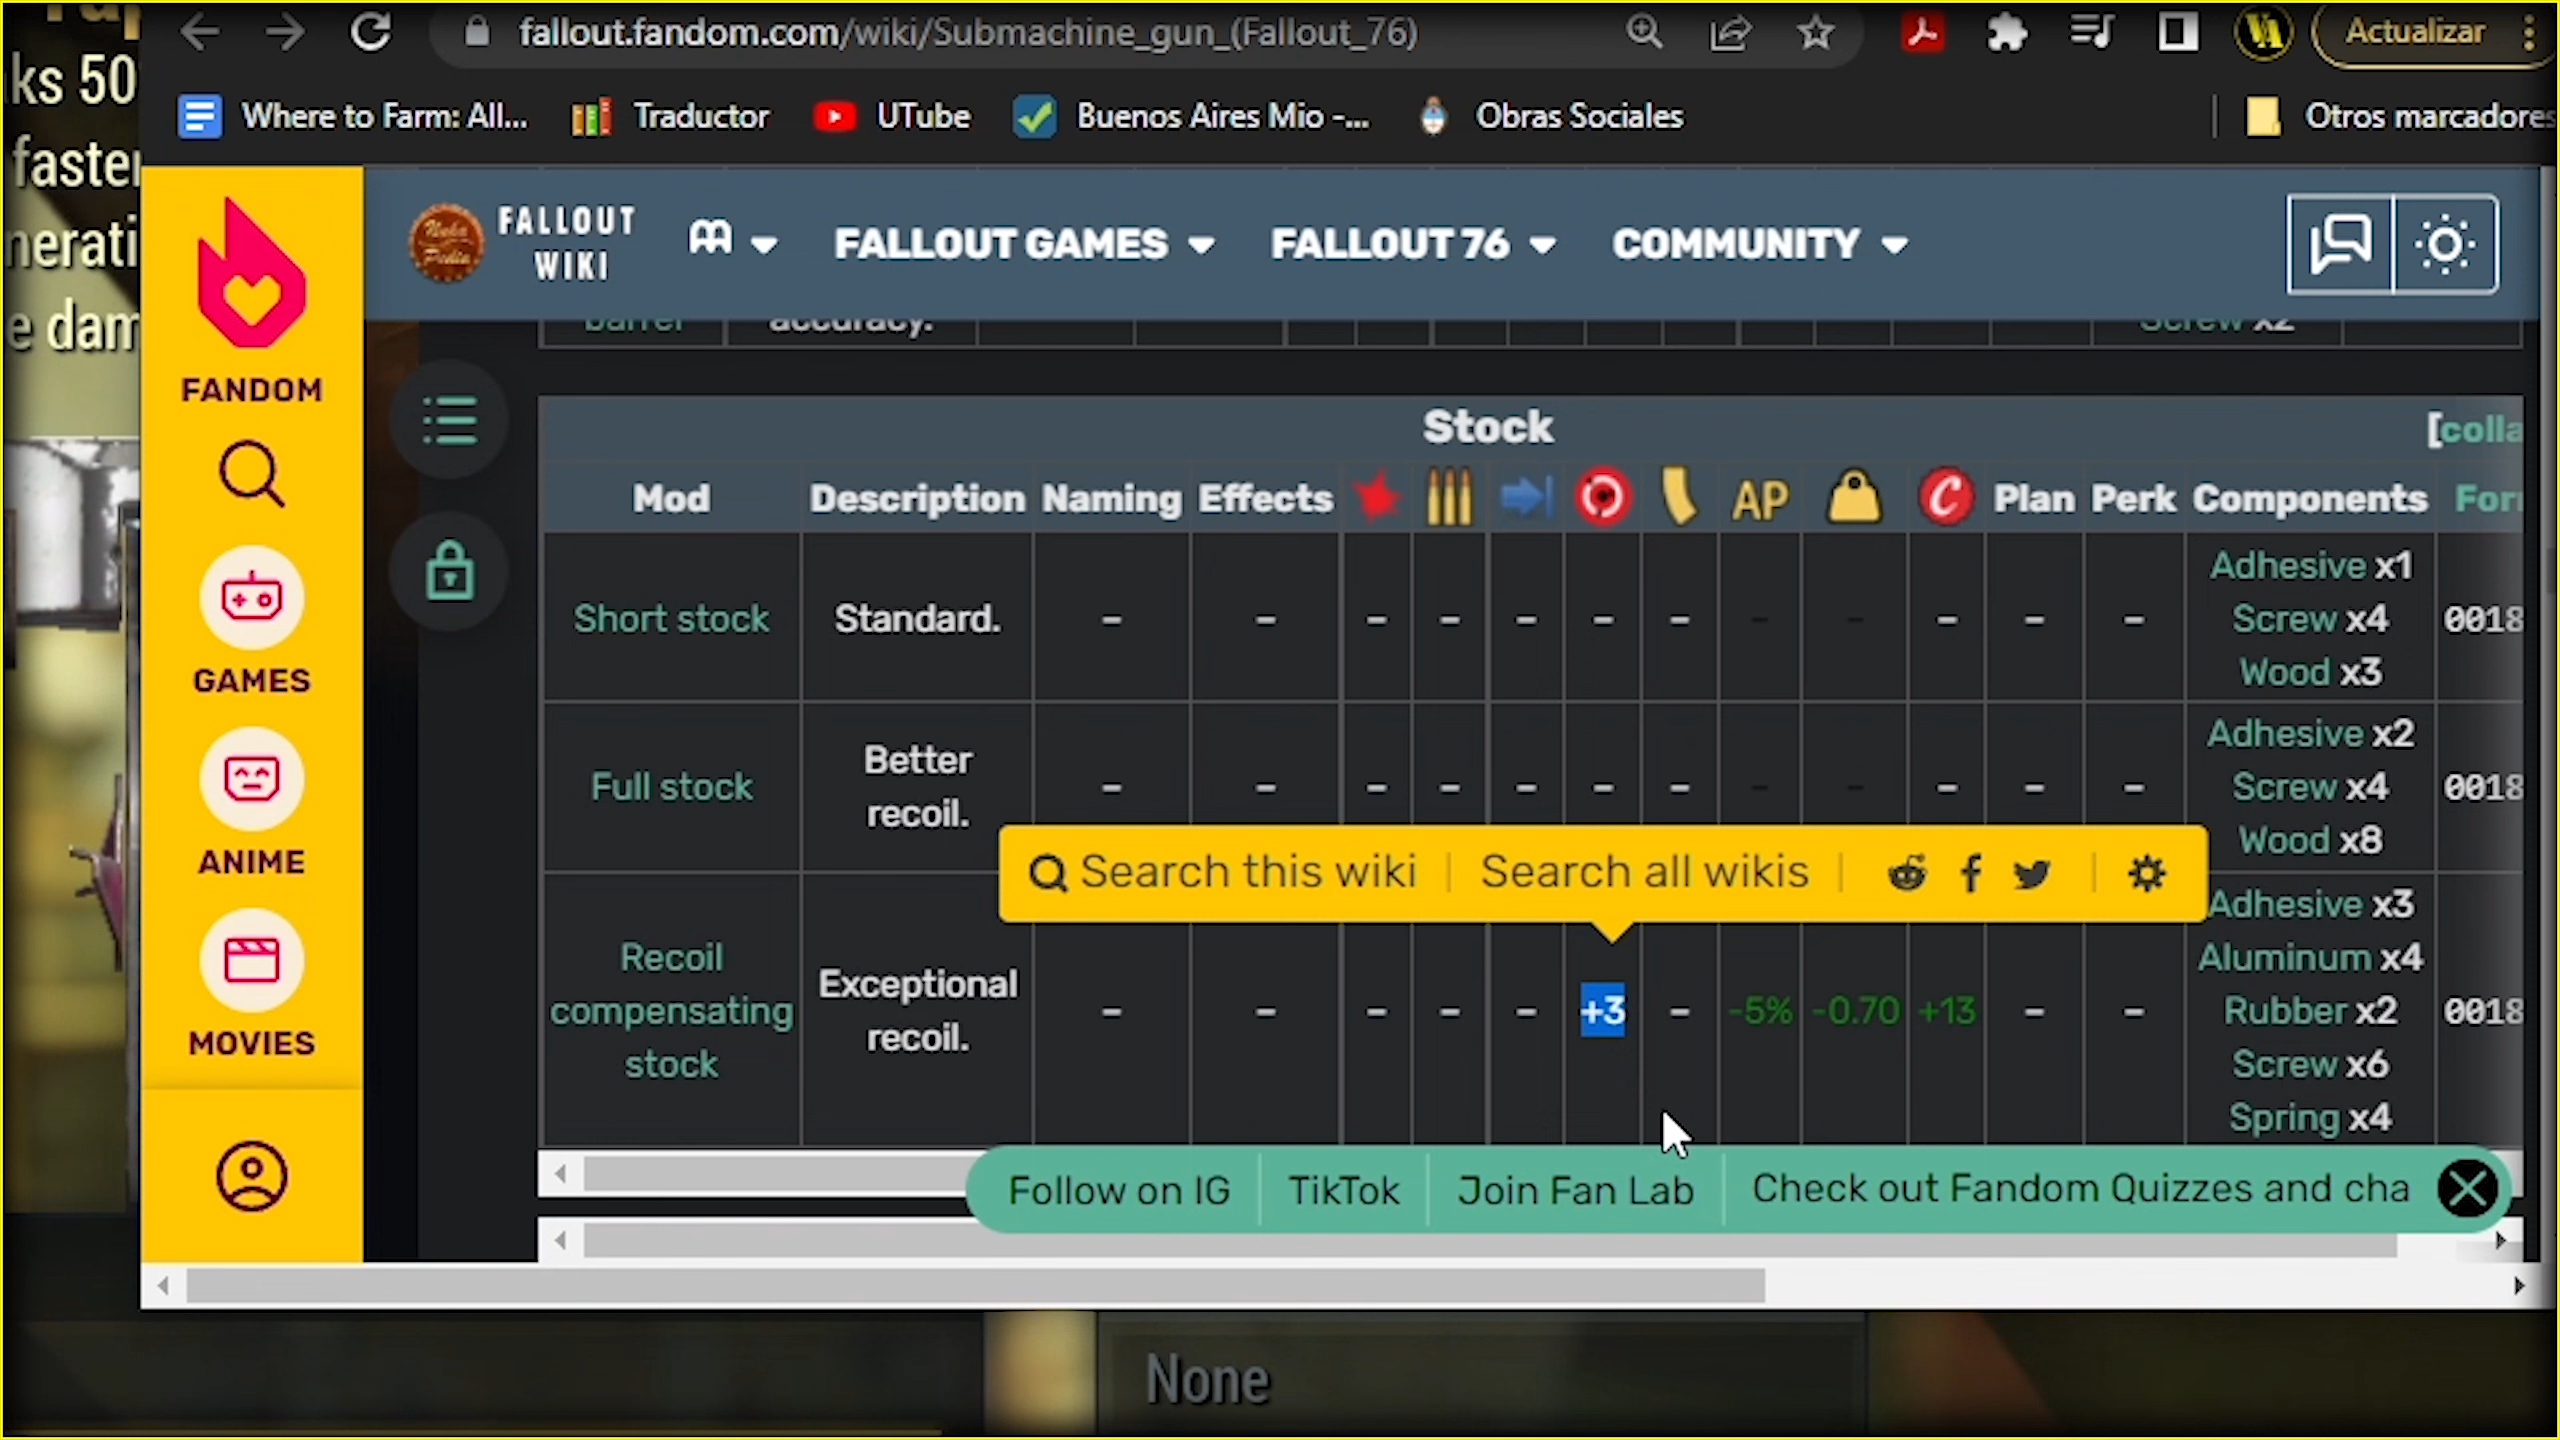 fallout.fandom.com/wiki/Submachine_gun_(Fallout_76)
Actualizar
ks 50
Where to Farm: All...
Traductor
UTube
Buenos Aires Mio -...
Obras Sociales
Otros marcadores
faster
nerati
e dam
FALLOUT
WIKI
FALLOUT GAMES
FALLOUT 76
COMMUNITY
FANDOM
GAMES
ANIME
MOVIES
barrel
accuracy.
Screw x2
Stock
[colla
Mod Description Naming Effects AP Plan Perk Components For
Short stock Standard. – – – – – – – – – – – – Adhesive x1
Screw x4 0018
Wood x3
Full stock Better recoil. – – – – – – – – – – – – Adhesive x2
Screw x4 0018
Wood x8
Search this wiki | Search all wikis
Recoil compensating stock Exceptional recoil. – – – – – +3 – -5% -0.70 +13 – – Adhesive x3
Aluminum x4
Rubber x2 0018
Screw x6
Spring x4
Follow on IG
TikTok
Join Fan Lab
Check out Fandom Quizzes and cha
None